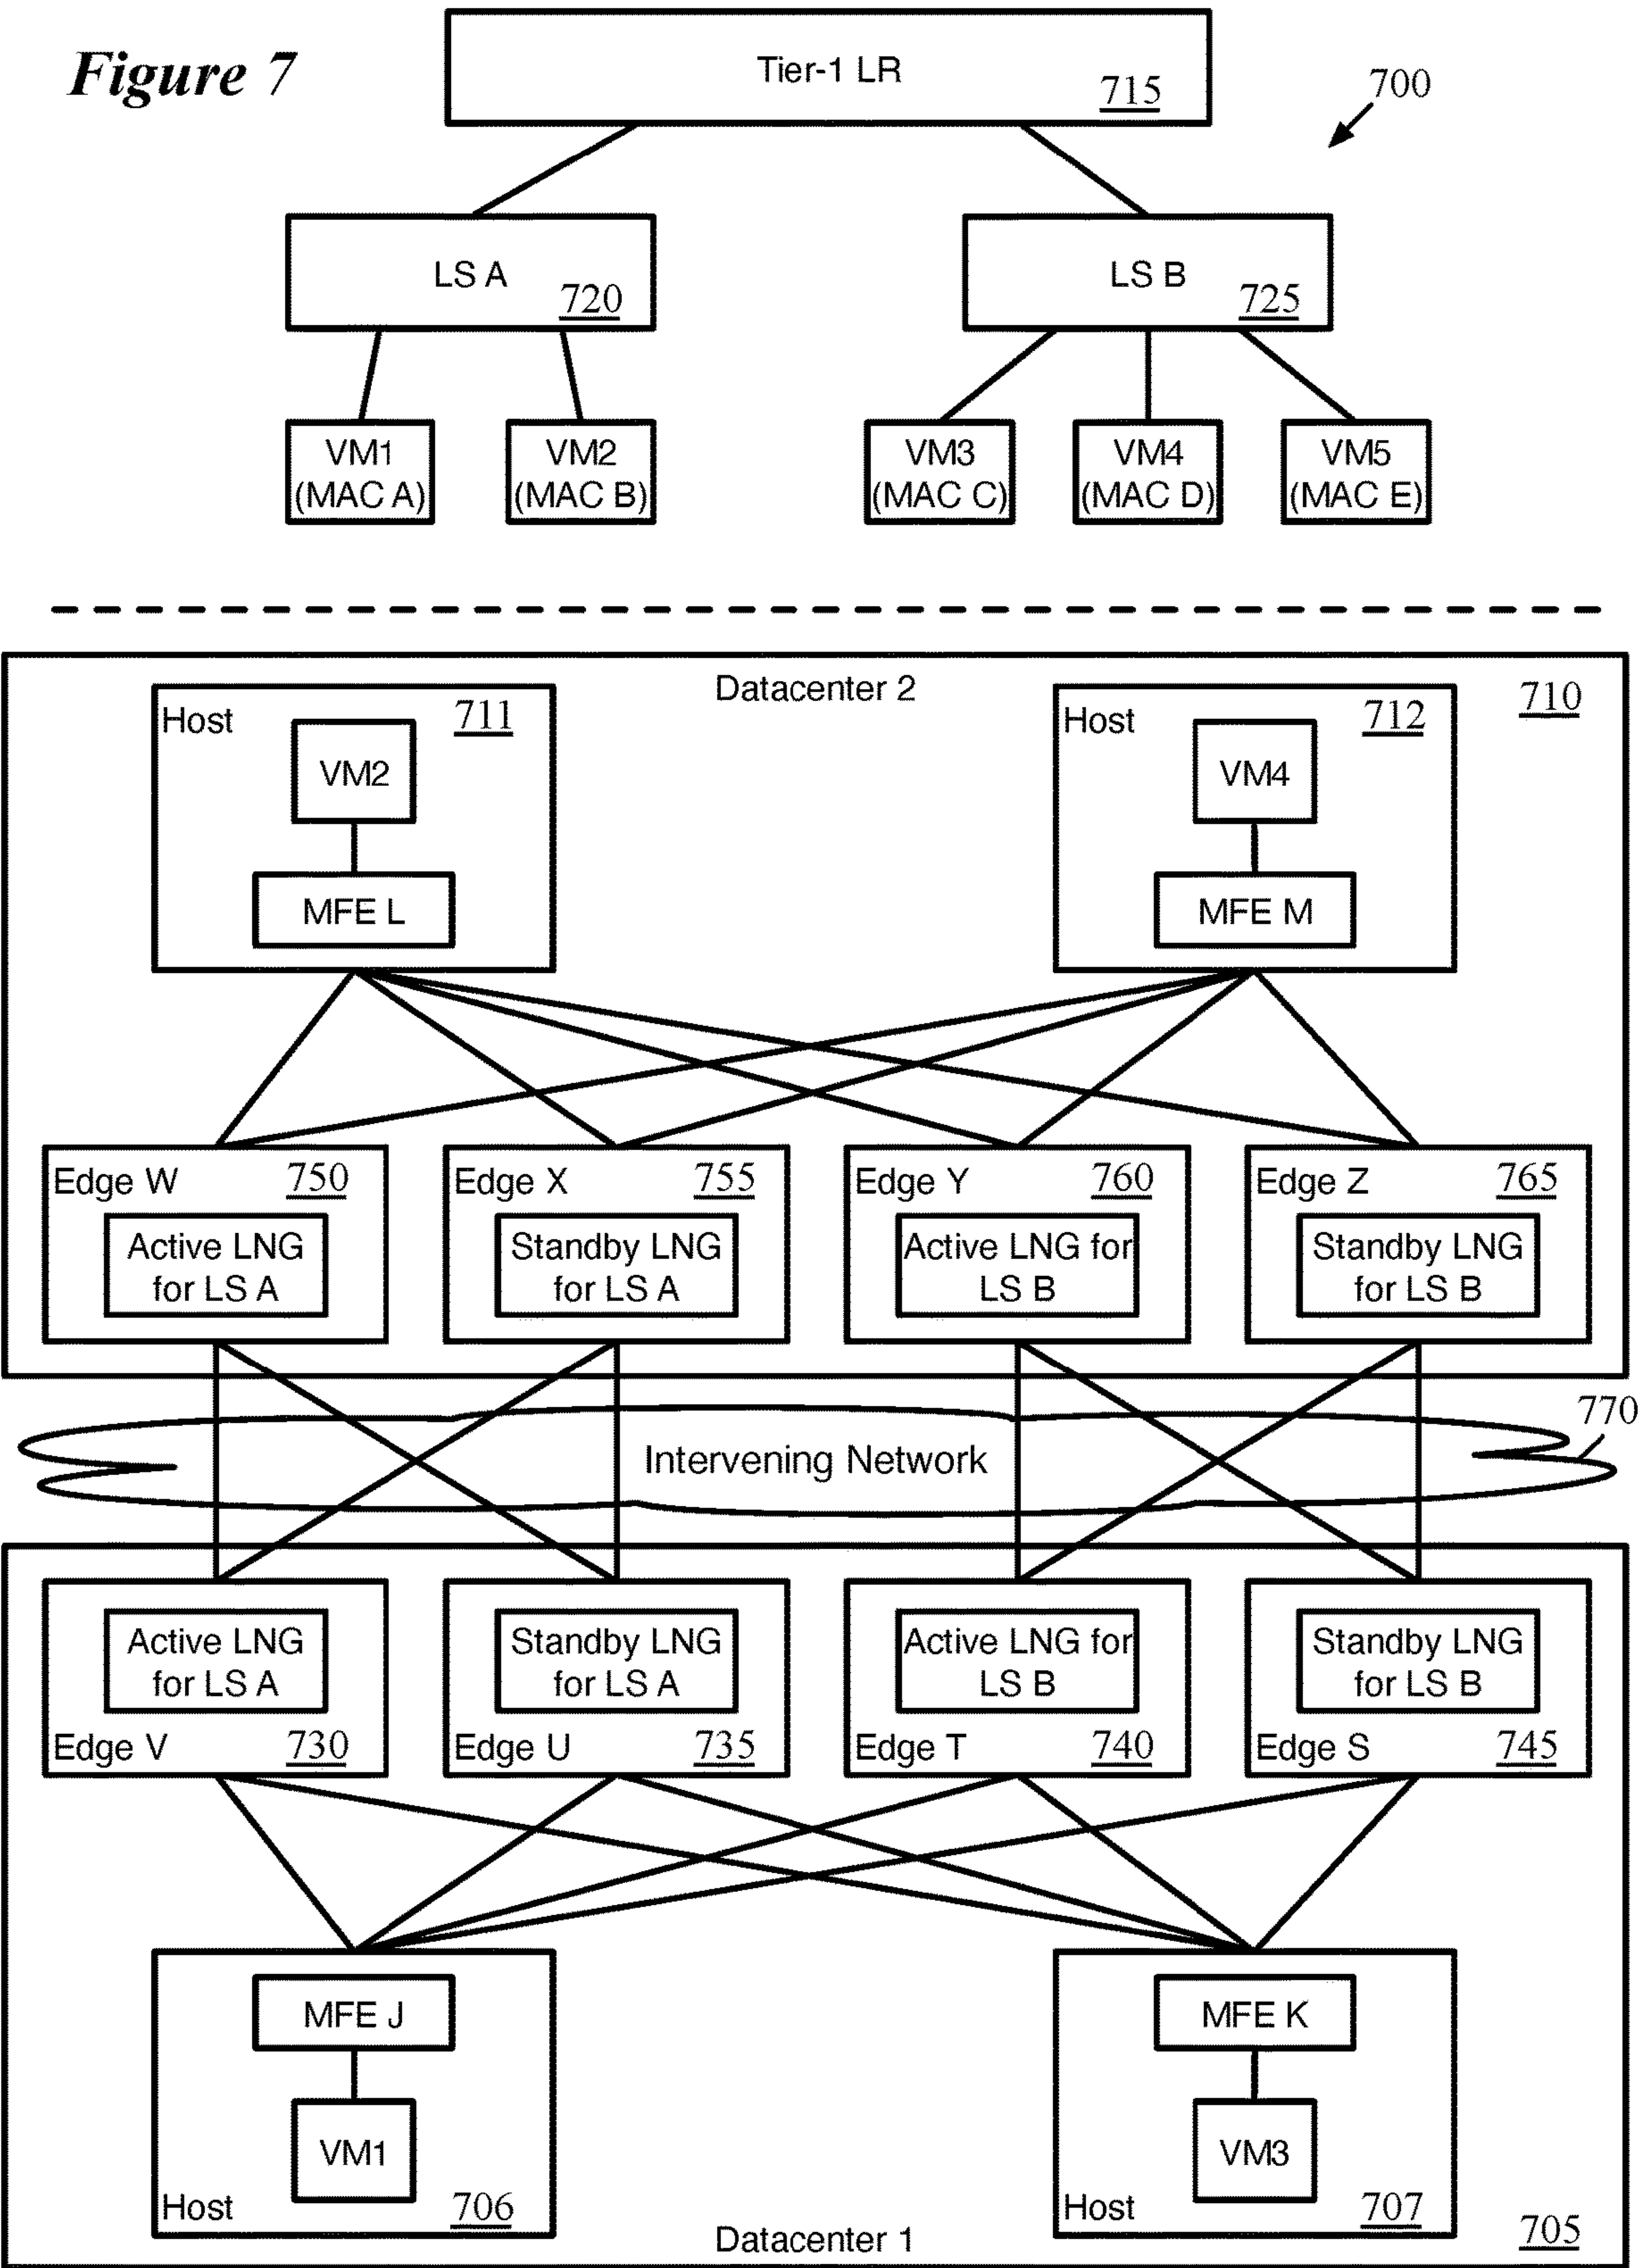 Figure 7
Tier-1 LR
715
700
LS A
720
LS B
725
VM1
(MAC A)
VM2
(MAC B)
VM3
(MAC C)
VM4
(MAC D)
VM5
(MAC E)
Datacenter 2
710
Host
711
VM2
MFE L
Host
712
VM4
MFE M
Edge W
750
Active LNG
for LS A
Edge X
755
Standby LNG
for LS A
Edge Y
760
Active LNG for
LS B
Edge Z
765
Standby LNG
for LS B
770
Intervening Network
Active LNG
for LS A
Edge V
730
Standby LNG
for LS A
Edge U
735
Active LNG for
LS B
Edge T
740
Standby LNG
for LS B
Edge S
745
MFE J
VM1
Host
706
MFE K
VM3
Host
707
Datacenter 1
705